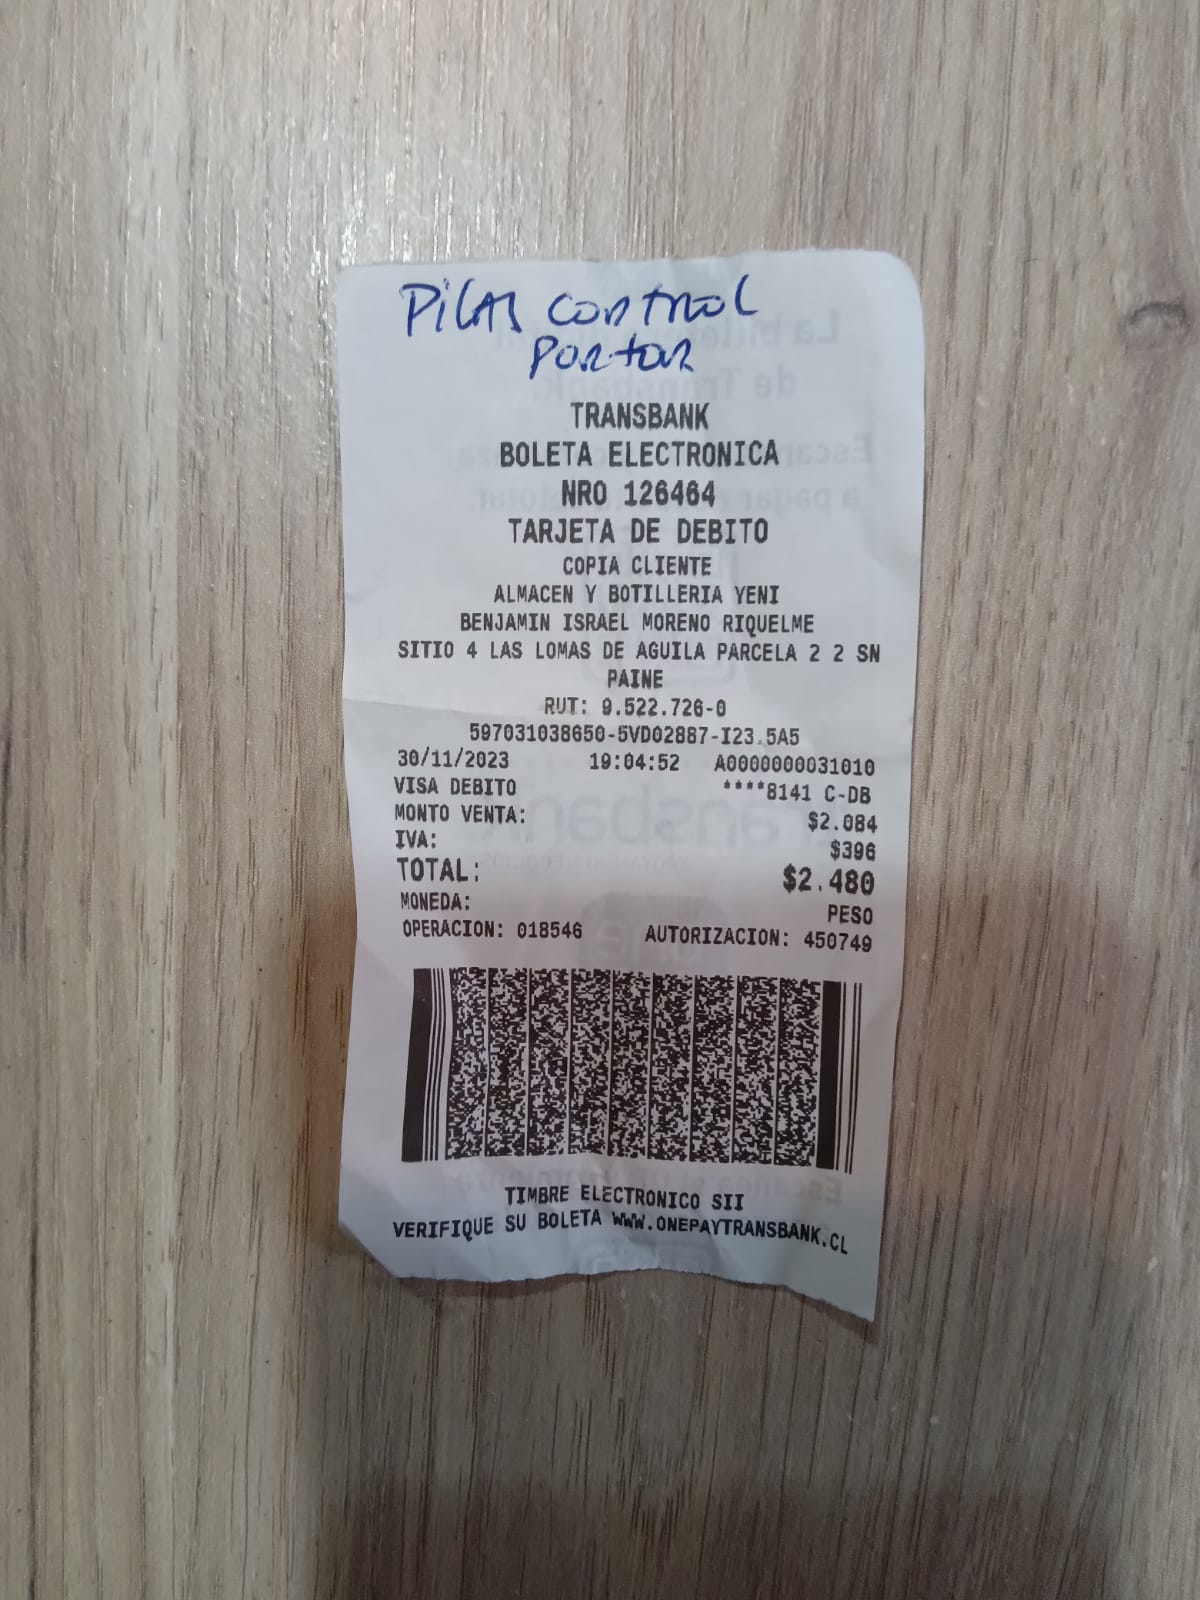 Pilas control
Portor
TRANSBANK
BOLETA ELECTRONICA
NRO 126464
TARJETA DE DEBITO
COPIA CLIENTE
ALMACEN Y BOTILLERIA YENI
BENJAMIN ISRAEL MORENO RIQUELME
SITIO 4 LAS LOMAS DE AGUILA PARCELA 2 2 SN
PAINE
RUT: 9.522.726-0
597031038650-5VD02887-I23.5A5
30/11/2023 19:04:52 A0000000031010
VISA DEBITO ****8141 C-DB
MONTO VENTA: $2.084
IVA: $396
TOTAL: $2.480
MONEDA: PESO
OPERACION: 018546 AUTORIZACION: 450749
TIMBRE ELECTRONICO SII
VERIFIQUE SU BOLETA WWW.ONEPAYTRANSBANK.CL